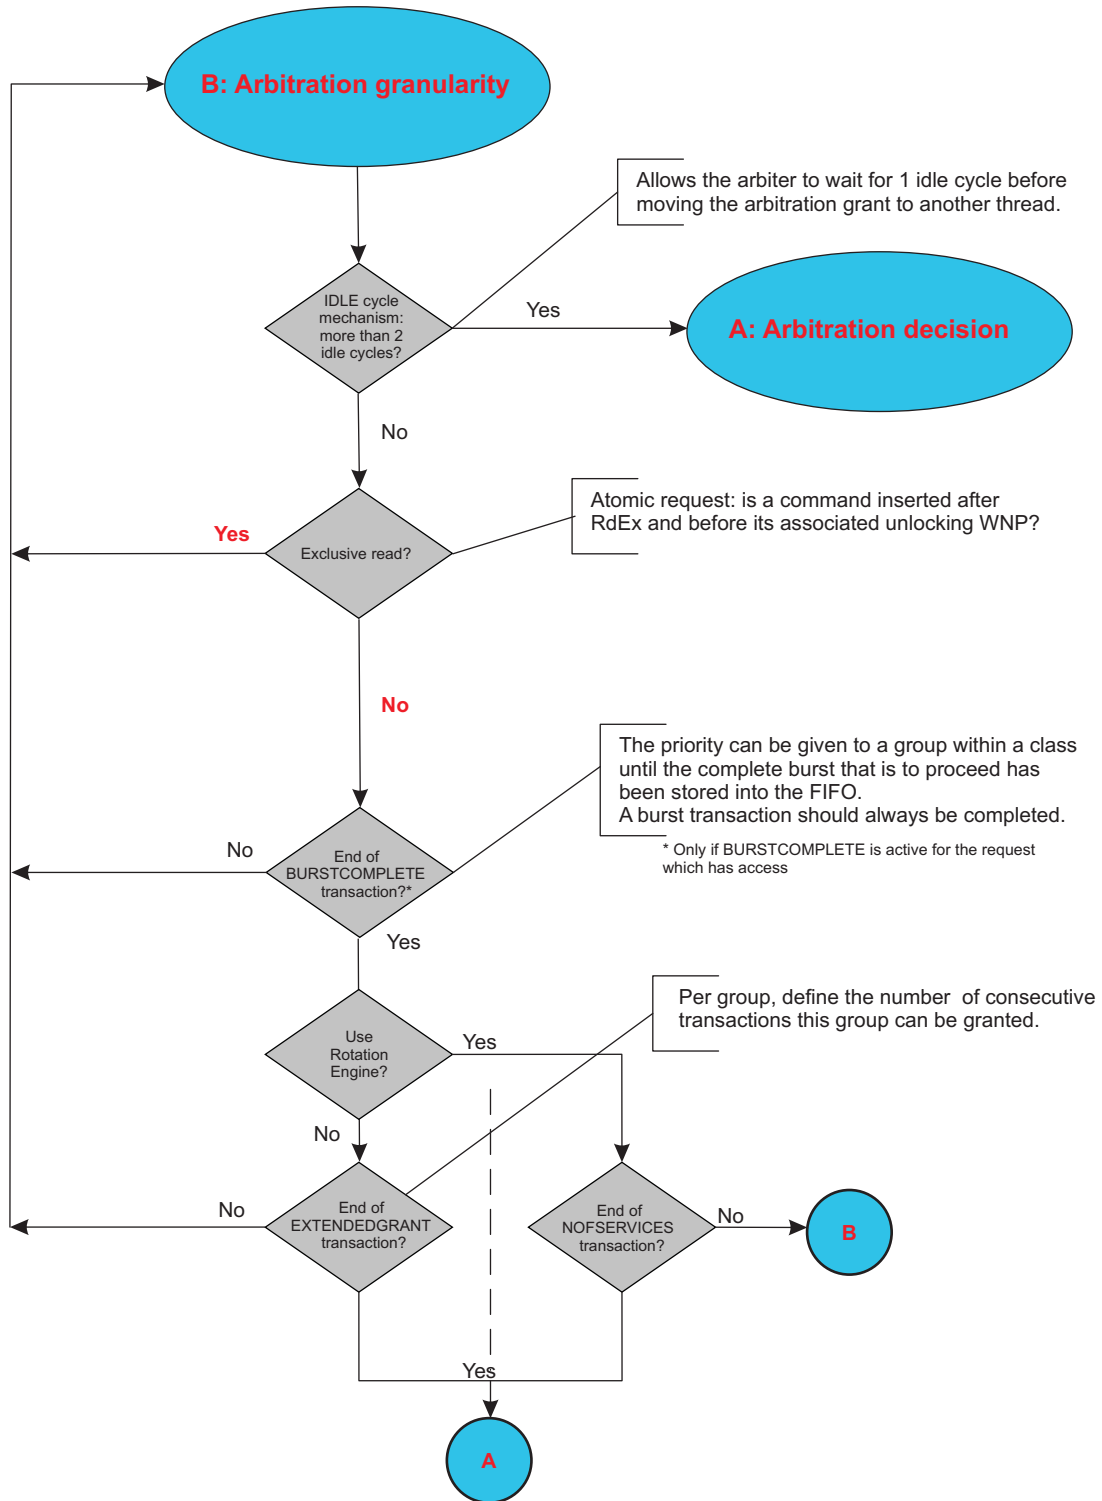 B: Arbitration granularity
Allows the arbiter to wait for 1 idle cycle before
moving the arbitration grant to another thread.
IDLE cycle
mechanism:
more than 2
idle cycles?
Yes
A: Arbitration decision
No
Atomic request: is a command inserted after
RdEx and before its associated unlocking WNP?
Yes
Exclusive read?
No
The priority can be given to a group within a class
until the complete burst that is to proceed has
been stored into the FIFO.
A burst transaction should always be completed.
* Only if BURSTCOMPLETE is active for the request
which has access
No
End of
BURSTCOMPLETE
transaction?*
Yes
Per group, define the number of consecutive
transactions this group can be granted.
Use
Rotation
Engine?
Yes
No
No
End of
EXTENDEDGRANT
transaction?
End of
NOFSERVICES
transaction?
No
B
Yes
A